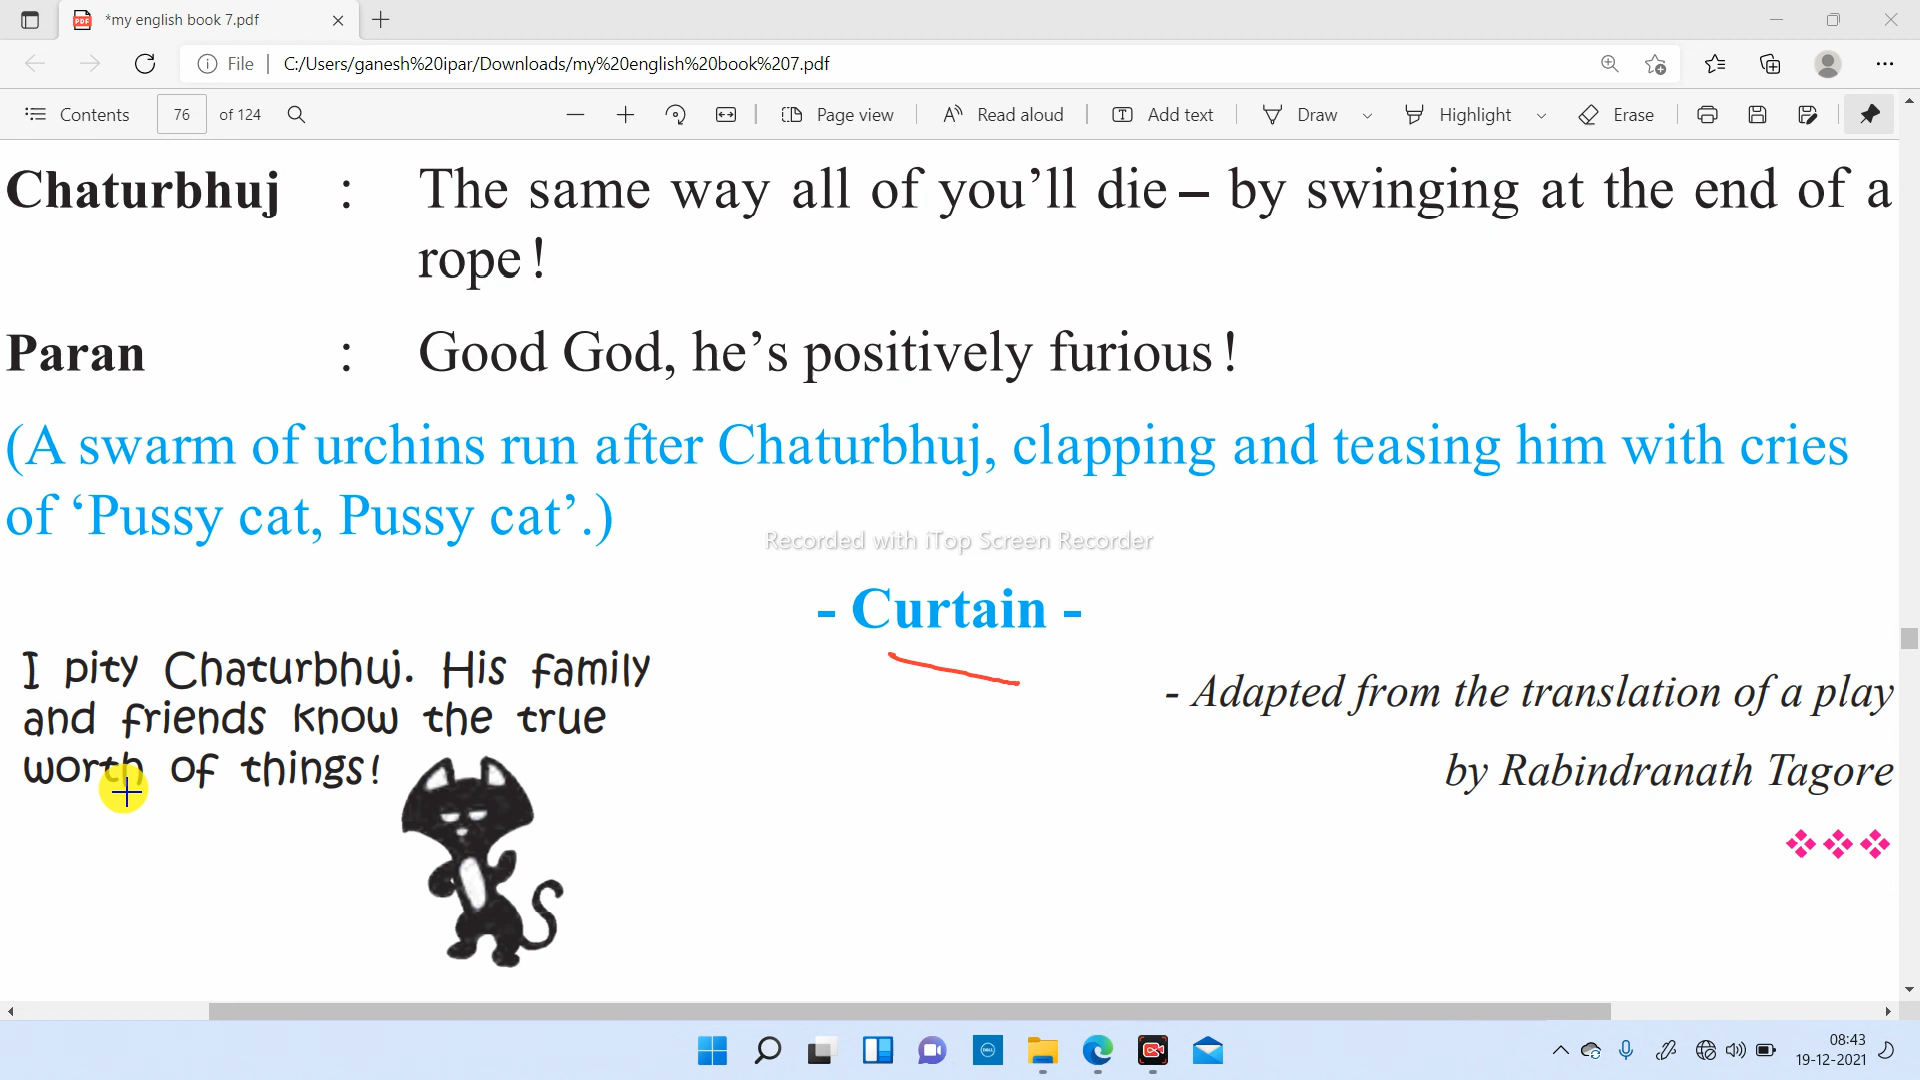 *my english book 7.pdf
File | C:/Users/ganesh%20ipar/Downloads/my%20english%20book%207.pdf
Contents 76 of 124 Page view Read aloud Add text Draw Highlight Erase
Chaturbhuj : The same way all of you’ll die – by swinging at the end of a
rope !
Paran : Good God, he’s positively furious !
(A swarm of urchins run after Chaturbhuj, clapping and teasing him with cries
of ‘Pussy cat, Pussy cat’.)
Recorded with iTop Screen Recorder
- Curtain -
I pity Chaturbhuj. His family
and friends know the true
worth of things!
- Adapted from the translation of a play
by Rabindranath Tagore
08:43
19-12-2021